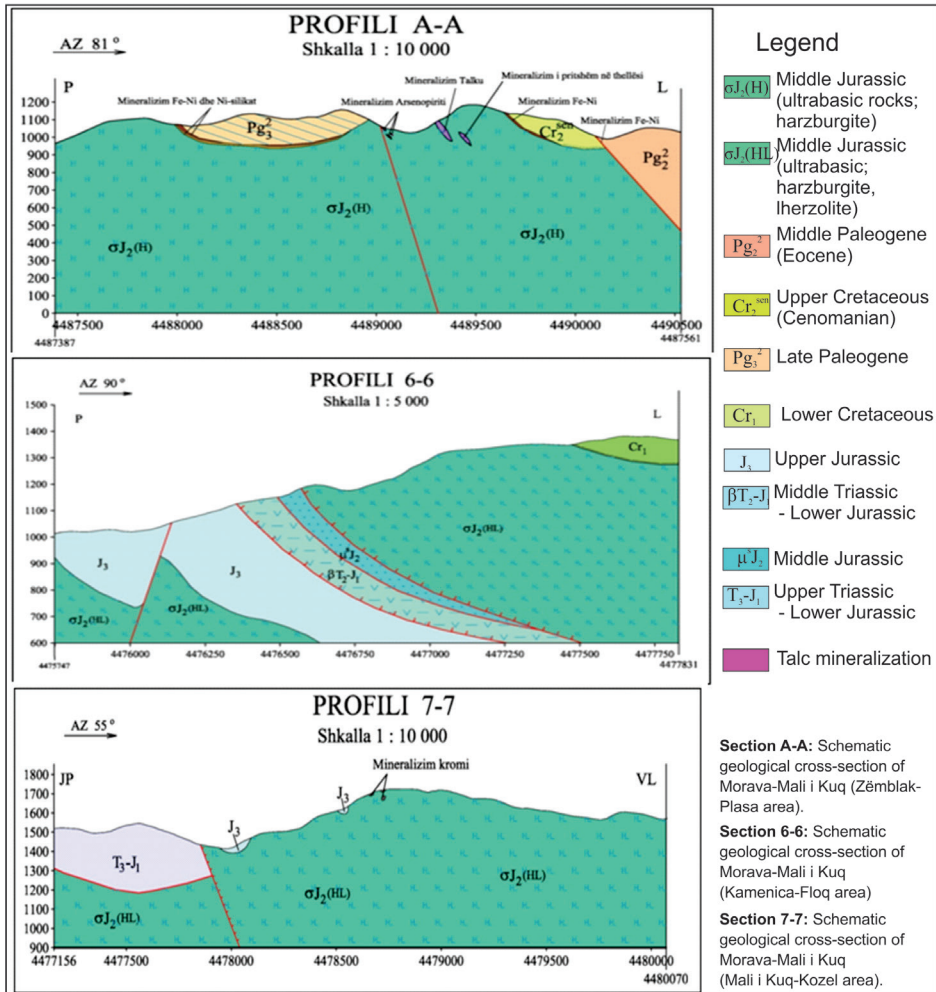 PROFILI A-A
Shkalla 1 : 10 000
AZ 81°
P
L
Mineralizim Fe-Ni dhe Ni-silikat
Mineralizim Arsenopiriti
Mineralizim Talku
Mineralizim i pritshëm në thellësi
Mineralizim Fe-Ni
Mineralizim Fe-Ni
1200
1100
1000
900
800
700
600
500
400
300
200
100
0
Pg₃²
Cr₂ˢᵉⁿ
Pg₂²
σJ₂(H)
σJ₂(H)
σJ₂(H)
4487500 4488000 4488500 4489000 4489500 4490000 4490500
4487387 4487561
PROFILI 6-6
Shkalla 1 : 5 000
AZ 90°
P
L
1500
1400
1300
1200
1100
1000
900
800
700
600
Cr₁
σJ₂(HL)
μˢJ₂
βT₂-J₁
J₃
J₃
σJ₂(HL)
σJ₂(HL)
4475747 4476000 4476250 4476500 4476750 4477000 4477250 4477500 4477750
4477831
PROFILI 7-7
Shkalla 1 : 10 000
AZ 55°
JP
VL
Mineralizim kromi
1800
1700
1600
1500
1400
1300
1200
1100
1000
900
J₃
J₃
T₃-J₁
σJ₂(HL)
σJ₂(HL)
σJ₂(HL)
4477156 4477500 4478000 4478500 4479000 4479500 4480000
4480070
Legend
σJ₂(H) Middle Jurassic
(ultrabasic rocks;
harzburgite)
σJ₂(HL) Middle Jurassic
(ultrabasic;
harzburgite,
lherzolite)
Pg₂² Middle Paleogene
(Eocene)
Cr₂ˢᵉⁿ Upper Cretaceous
(Cenomanian)
Pg₃² Late Paleogene
Cr₁ Lower Cretaceous
J₃ Upper Jurassic
βT₂-J₁ Middle Triassic
- Lower Jurassic
μˢJ₂ Middle Jurassic
T₃-J₁ Upper Triassic
- Lower Jurassic
Talc mineralization
Section A-A: Schematic
geological cross-section of
Morava-Mali i Kuq (Zëmblak-
Plasa area).
Section 6-6: Schematic
geological cross-section of
Morava-Mali i Kuq
(Kamenica-Floq area)
Section 7-7: Schematic
geological cross-section of
Morava-Mali i Kuq
(Mali i Kuq-Kozel area).